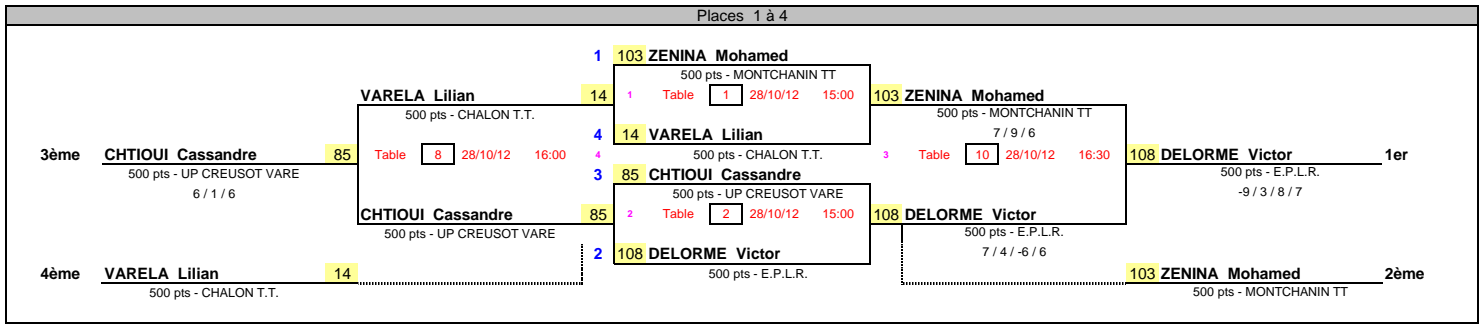 Places 1 à 4
1 103 ZENINA Mohamed
500 pts - MONTCHANIN TT
VARELA Lilian 14 1 Table 1 28/10/12 15:00 103 ZENINA Mohamed
500 pts - CHALON T.T. 500 pts - MONTCHANIN TT
4 14 VARELA Lilian 7 / 9 / 6
3ème CHTIOUI Cassandre 85 Table 8 28/10/12 16:00 4 500 pts - CHALON T.T. 3 Table 10 28/10/12 16:30 108 DELORME Victor 1er
500 pts - UP CREUSOT VARE 3 85 CHTIOUI Cassandre 500 pts - E.P.L.R.
6 / 1 / 6 500 pts - UP CREUSOT VARE -9 / 3 / 8 / 7
CHTIOUI Cassandre 85 2 Table 2 28/10/12 15:00 108 DELORME Victor
500 pts - UP CREUSOT VARE 500 pts - E.P.L.R.
2 108 DELORME Victor 7 / 4 / -6 / 6
4ème VARELA Lilian 14 500 pts - E.P.L.R. 103 ZENINA Mohamed 2ème
500 pts - CHALON T.T. 500 pts - MONTCHANIN TT